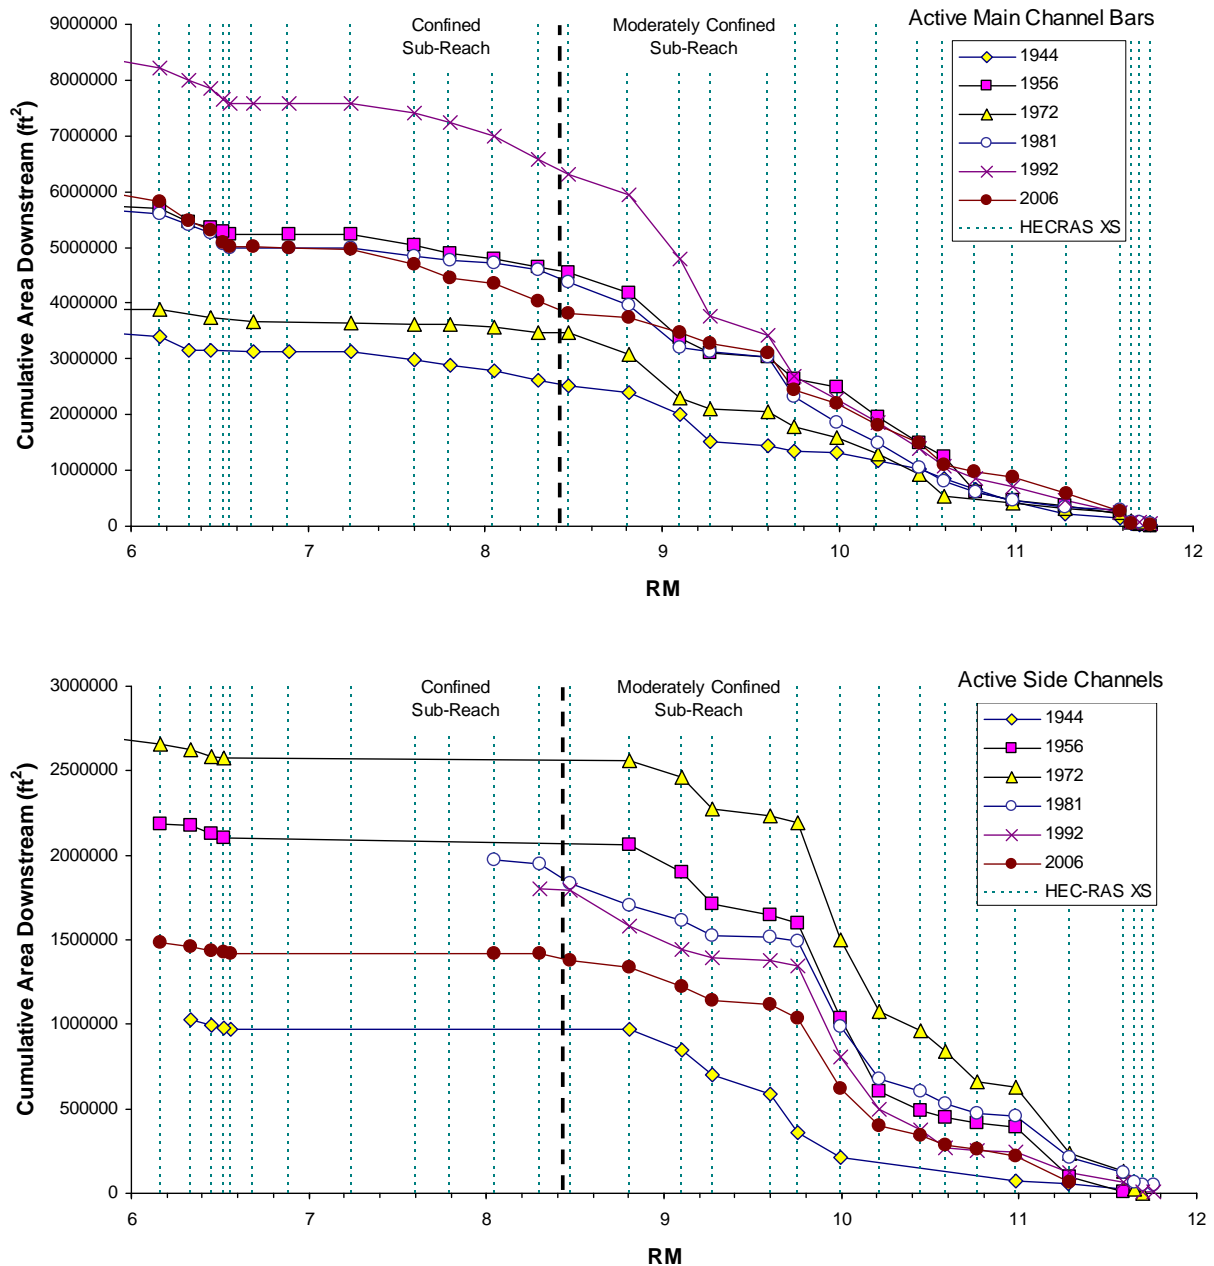 Active Main Channel Bars
Confined
Sub-Reach
Moderately Confined
Sub-Reach
1944
1956
1972
1981
1992
2006
HECRAS XS
Cumulative Area Downstream (ft2)
9000000
8000000
7000000
6000000
5000000
4000000
3000000
2000000
1000000
0
6
7
8
9
10
11
12
RM
Active Side Channels
Confined
Sub-Reach
Moderately Confined
Sub-Reach
1944
1956
1972
1981
1992
2006
HEC-RAS XS
Cumulative Area Downstream (ft2)
3000000
2500000
2000000
1500000
1000000
500000
0
6
7
8
9
10
11
12
RM